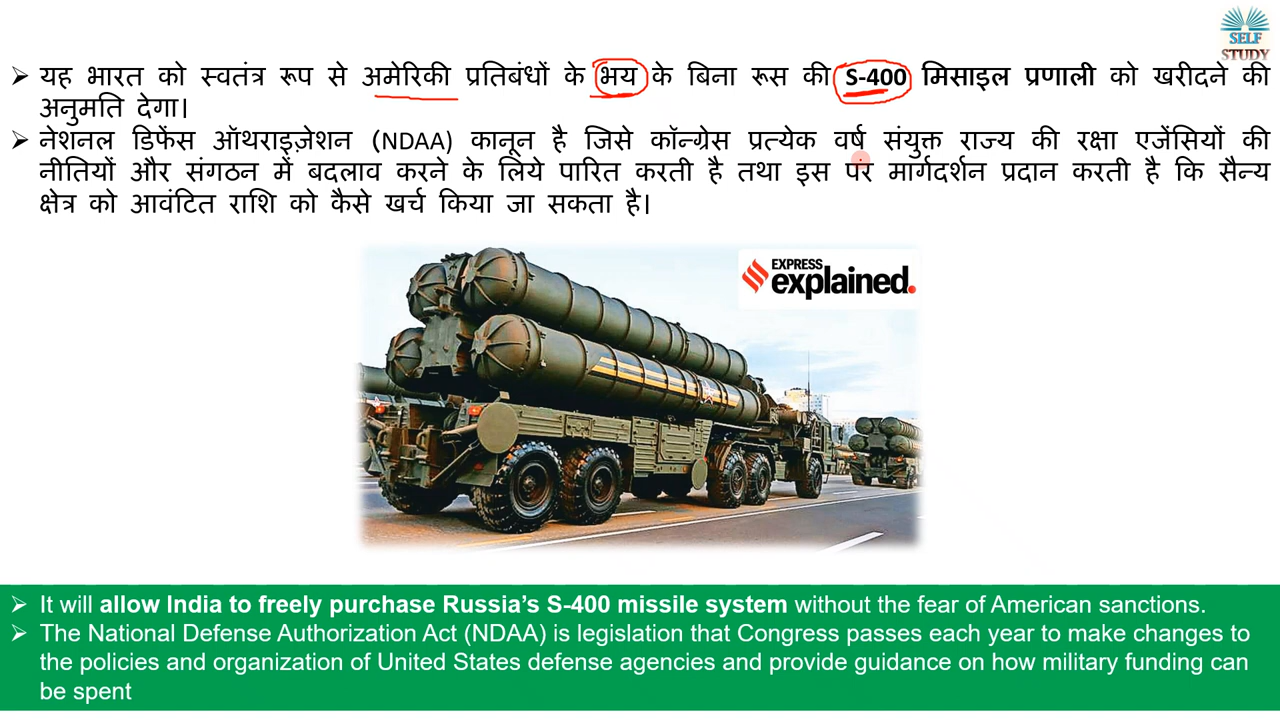 SELF
STUDY
➢ यह भारत को स्वतंत्र रूप से अमेरिकी प्रतिबंधों के भय के बिना रूस की S-400 मिसाइल प्रणाली को खरीदने की
अनुमति देगा।
➢ नेशनल डिफेंस ऑथराइज़ेशन (NDAA) कानून है जिसे कॉन्ग्रेस प्रत्येक वर्ष संयुक्त राज्य की रक्षा एजेंसियों की
नीतियों और संगठन में बदलाव करने के लिये पारित करती है तथा इस पर मार्गदर्शन प्रदान करती है कि सैन्य
क्षेत्र को आवंटित राशि को कैसे खर्च किया जा सकता है।
EXPRESS
explained.
➢ It will allow India to freely purchase Russia’s S-400 missile system without the fear of American sanctions.
➢ The National Defense Authorization Act (NDAA) is legislation that Congress passes each year to make changes to
the policies and organization of United States defense agencies and provide guidance on how military funding can
be spent